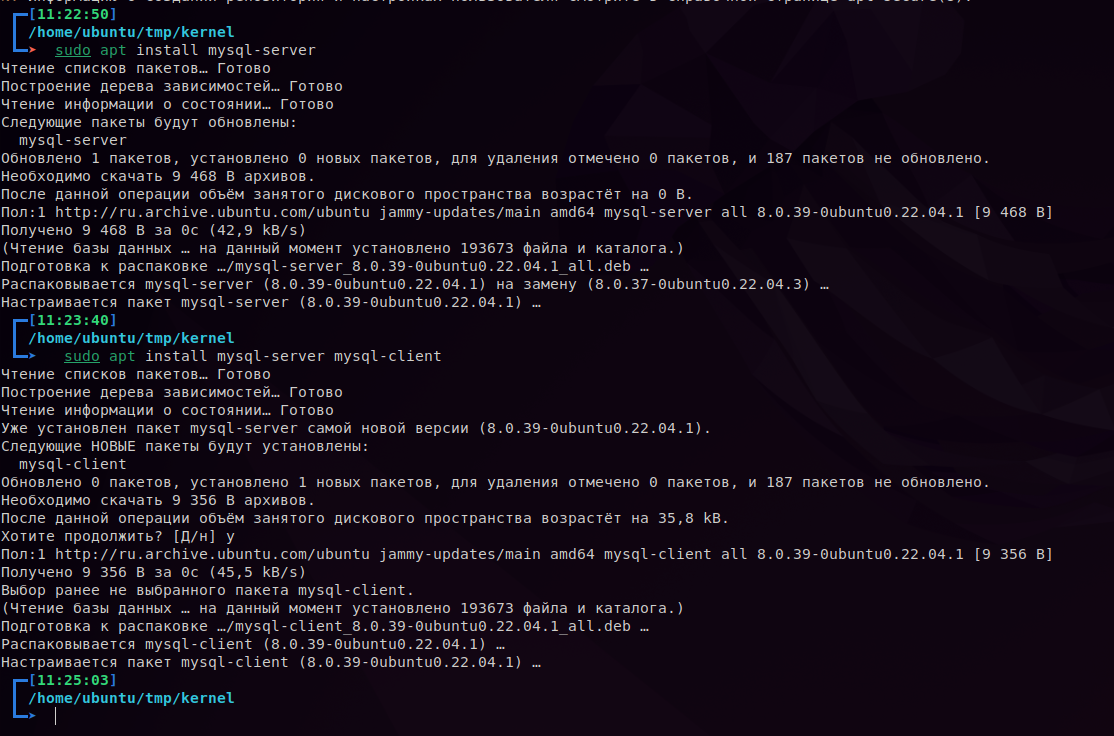 [11:22:50]
/home/ubuntu/tmp/kernel
sudo apt install mysql-server
Чтение списков пакетов… Готово
Построение дерева зависимостей… Готово
Чтение информации о состоянии… Готово
Следующие пакеты будут обновлены:
mysql-server
Обновлено 1 пакетов, установлено 0 новых пакетов, для удаления отмечено 0 пакетов, и 187 пакетов не обновлено.
Необходимо скачать 9 468 B архивов.
После данной операции объём занятого дискового пространства возрастёт на 0 B.
Пол:1 http://ru.archive.ubuntu.com/ubuntu jammy-updates/main amd64 mysql-server all 8.0.39-0ubuntu0.22.04.1 [9 468 B]
Получено 9 468 B за 0с (42,9 kB/s)
(Чтение базы данных … на данный момент установлено 193673 файла и каталога.)
Подготовка к распаковке …/mysql-server_8.0.39-0ubuntu0.22.04.1_all.deb …
Распаковывается mysql-server (8.0.39-0ubuntu0.22.04.1) на замену (8.0.37-0ubuntu0.22.04.3) …
Настраивается пакет mysql-server (8.0.39-0ubuntu0.22.04.1) …
[11:23:40]
/home/ubuntu/tmp/kernel
sudo apt install mysql-server mysql-client
Чтение списков пакетов… Готово
Построение дерева зависимостей… Готово
Чтение информации о состоянии… Готово
Уже установлен пакет mysql-server самой новой версии (8.0.39-0ubuntu0.22.04.1).
Следующие НОВЫЕ пакеты будут установлены:
mysql-client
Обновлено 0 пакетов, установлено 1 новых пакетов, для удаления отмечено 0 пакетов, и 187 пакетов не обновлено.
Необходимо скачать 9 356 B архивов.
После данной операции объём занятого дискового пространства возрастёт на 35,8 kB.
Хотите продолжить? [Д/н] y
Пол:1 http://ru.archive.ubuntu.com/ubuntu jammy-updates/main amd64 mysql-client all 8.0.39-0ubuntu0.22.04.1 [9 356 B]
Получено 9 356 B за 0с (45,5 kB/s)
Выбор ранее не выбранного пакета mysql-client.
(Чтение базы данных … на данный момент установлено 193673 файла и каталога.)
Подготовка к распаковке …/mysql-client_8.0.39-0ubuntu0.22.04.1_all.deb …
Распаковывается mysql-client (8.0.39-0ubuntu0.22.04.1) …
Настраивается пакет mysql-client (8.0.39-0ubuntu0.22.04.1) …
[11:25:03]
/home/ubuntu/tmp/kernel